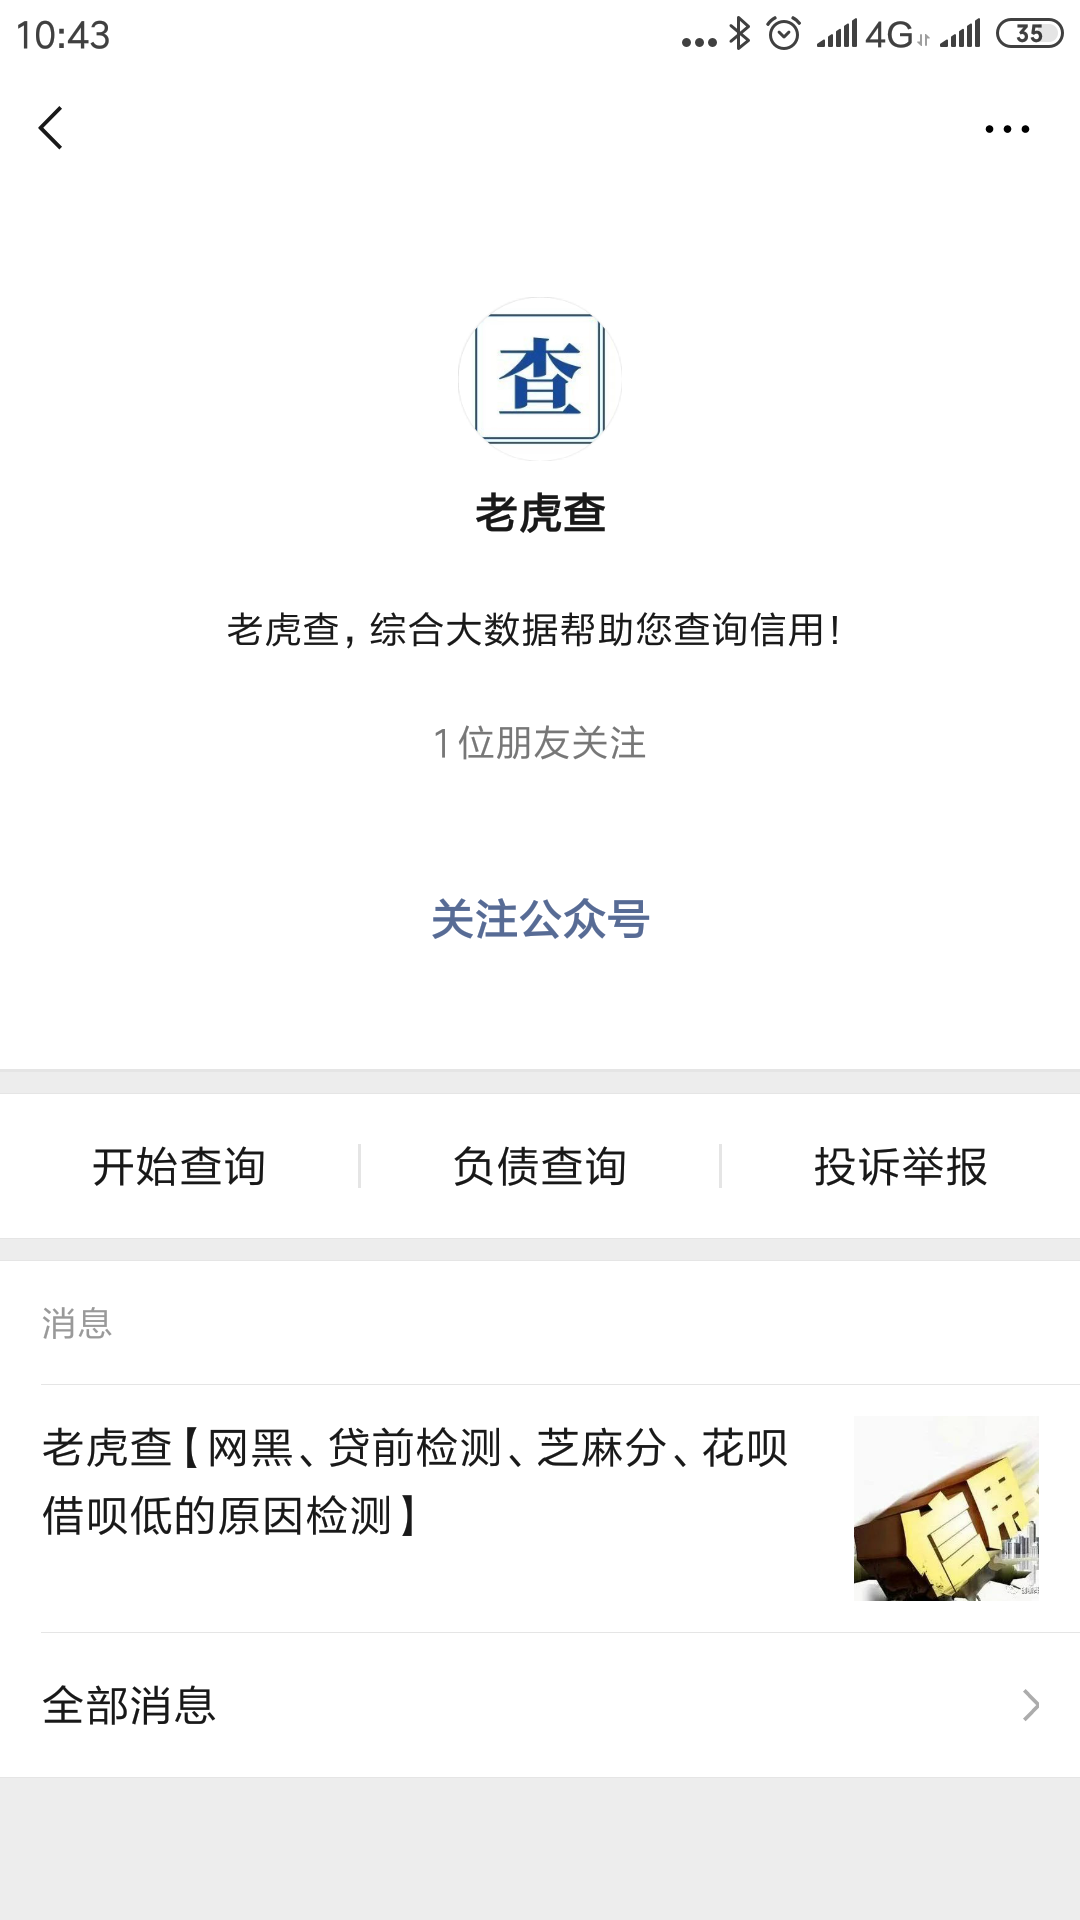 10:43
4G
35
查
老虎查
老虎查，综合大数据帮助您查询信用！
1位朋友关注
关注公众号
开始查询
负债查询
投诉举报
消息
老虎查【网黑、贷前检测、芝麻分、花呗
借呗低的原因检测】
全部消息